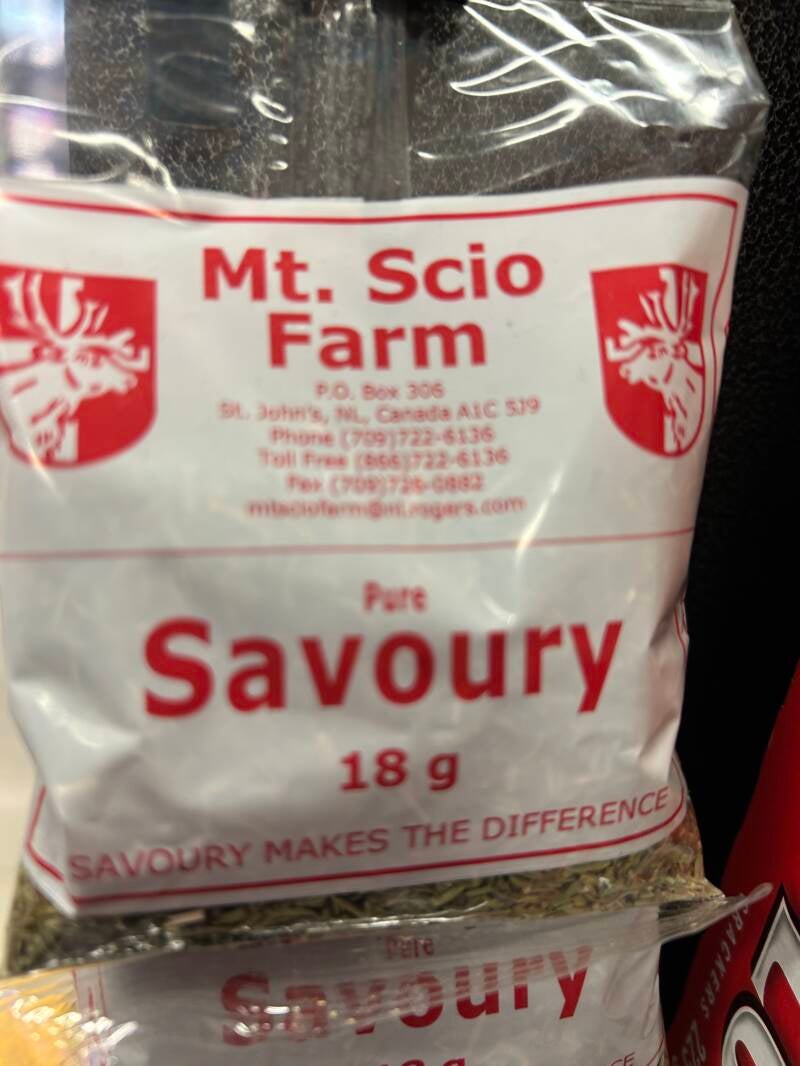 Mt. Scio
Farm
P.O. Box 306
St. John's, NL, Canada A1C 5J9
Phone (709)722-6136
Toll Free (866)722-6136
Fax (709)726-0882
mtsciofarm@nl.rogers.com
Pure
Savoury
18 g
SAVOURY MAKES THE DIFFERENCE
Pure
Savoury
CRACKERS